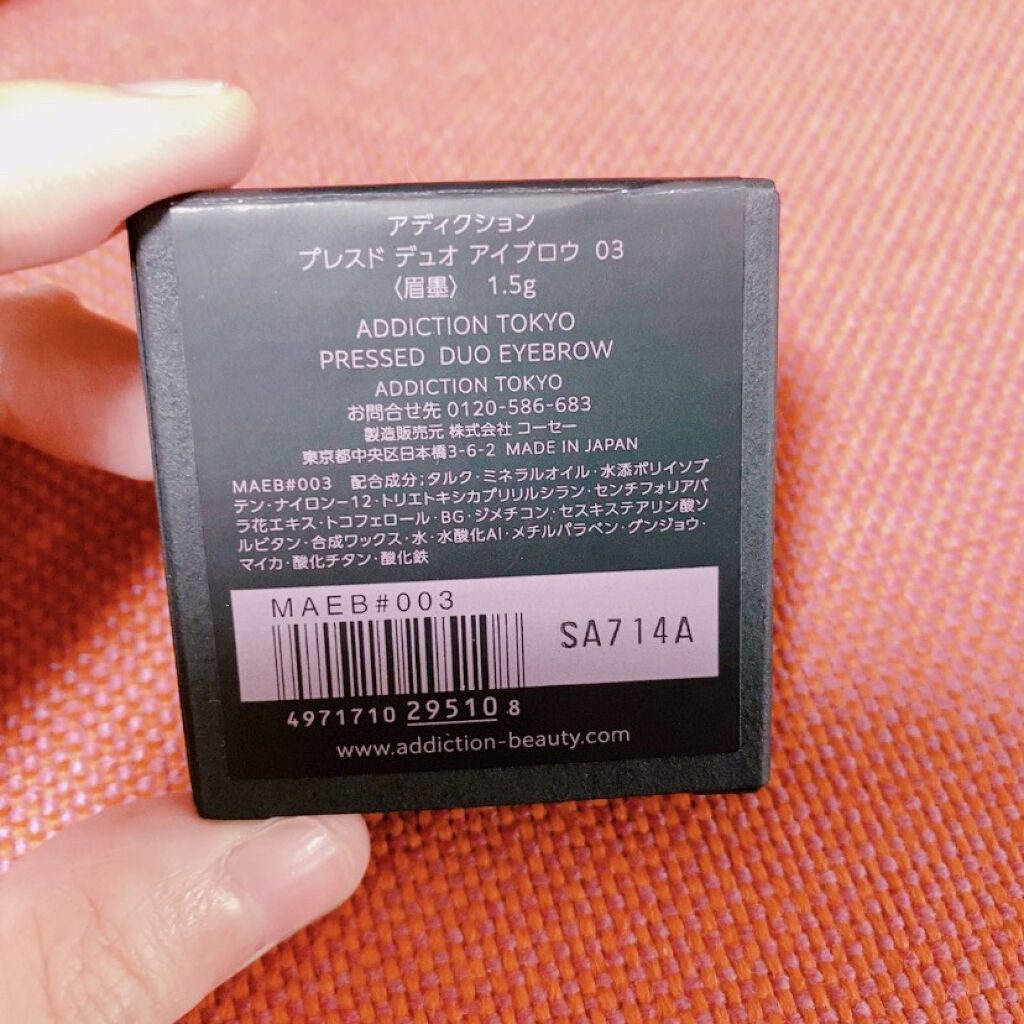 アディクション
プレスド デュオ アイブロウ 03
〈眉墨〉 1.5g
ADDICTION TOKYO
PRESSED DUO EYEBROW
ADDICTION TOKYO
お問合せ先 0120-586-683
製造販売元 株式会社 コーセー
東京都中央区日本橋3-6-2 MADE IN JAPAN
MAEB#003 配合成分;タルク・ミネラルオイル・水添ポリイソブ
テン・ナイロン-12・トリエトキシカプリリルシラン・センチフォリアバ
ラ花エキス・トコフェロール・BG・ジメチコン・セスキステアリン酸ソ
ルビタン・合成ワックス・水・水酸化Al・メチルパラベン・グンジョウ・
マイカ・酸化チタン・酸化鉄
MAEB#003
SA714A
4971710 29510 8
www.addiction-beauty.com